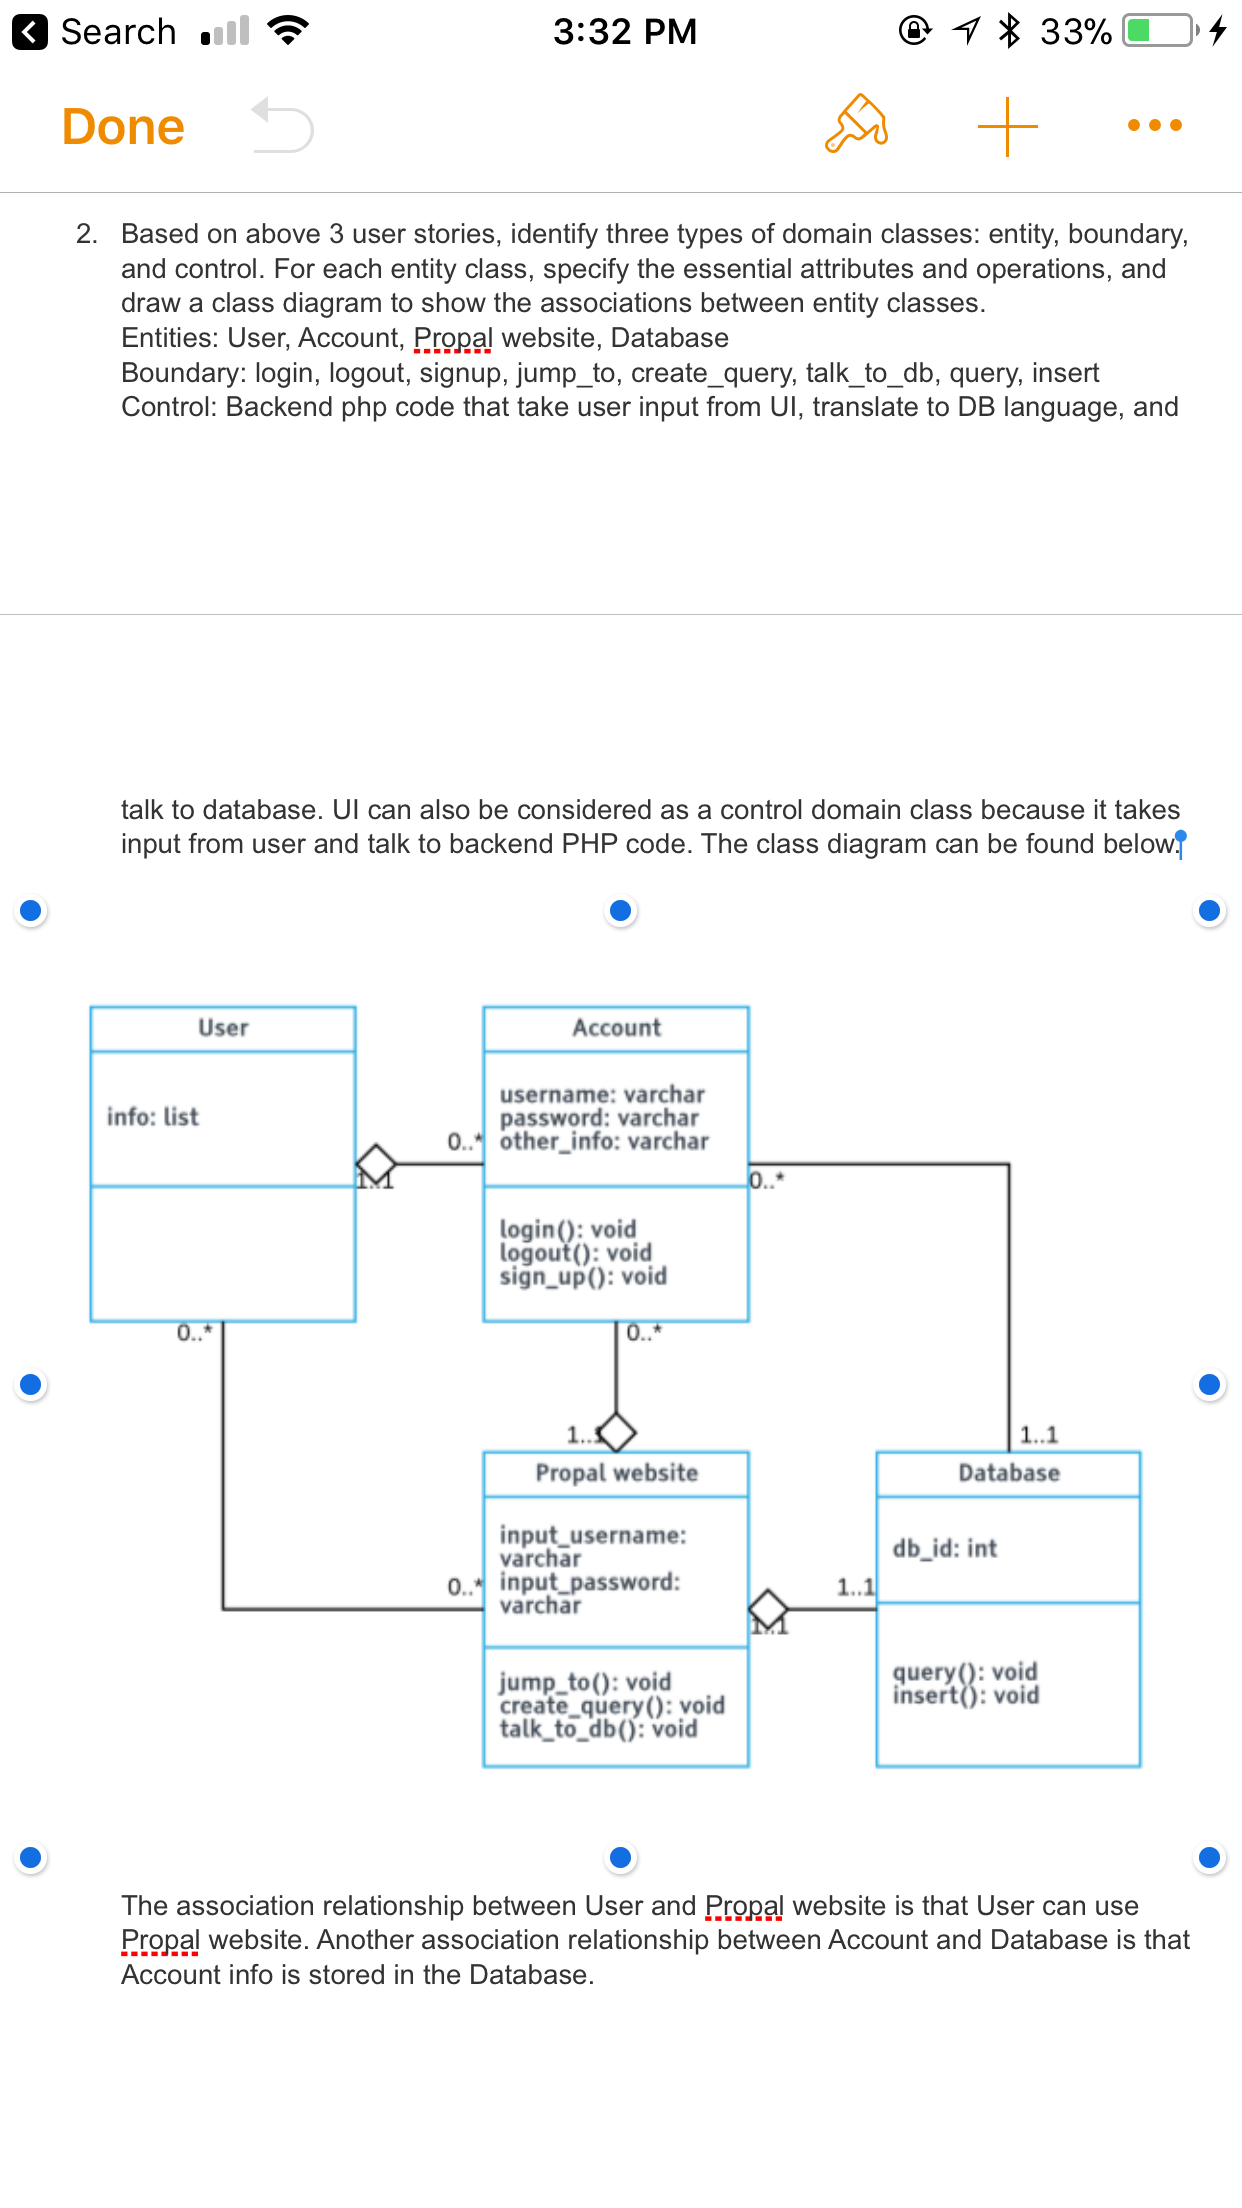 Search 3:32 PM 33%
Done
2. Based on above 3 user stories, identify three types of domain classes: entity, boundary,
and control. For each entity class, specify the essential attributes and operations, and
draw a class diagram to show the associations between entity classes.
Entities: User, Account, Propal website, Database
Boundary: login, logout, signup, jump_to, create_query, talk_to_db, query, insert
Control: Backend php code that take user input from UI, translate to DB language, and
talk to database. UI can also be considered as a control domain class because it takes
input from user and talk to backend PHP code. The class diagram can be found below.
User
info: list
1..1
0..*
Account
username: varchar
password: varchar
other_info: varchar
0..*
login(): void
logout(): void
sign_up(): void
0..*
0..*
1..1
1..1
Propal website
input_username:
varchar
input_password:
varchar
0..*
1..1
1..1
jump_to(): void
create_query(): void
talk_to_db(): void
Database
db_id: int
query(): void
insert(): void
The association relationship between User and Propal website is that User can use
Propal website. Another association relationship between Account and Database is that
Account info is stored in the Database.